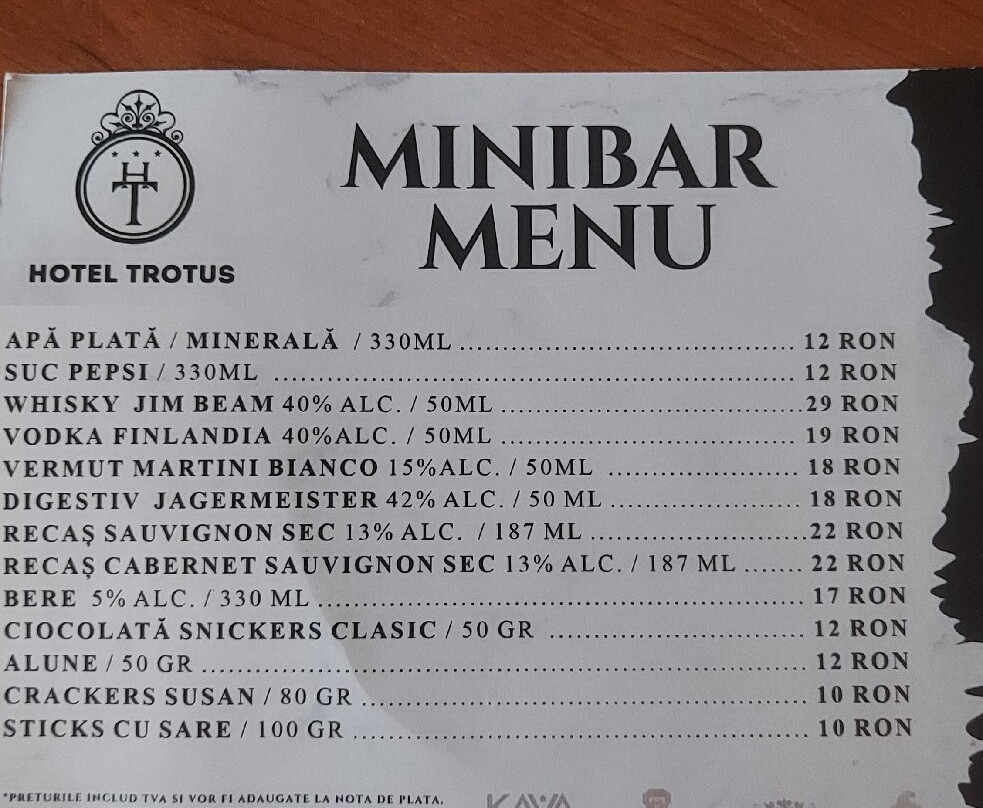 HT
HOTEL TROTUS
MINIBAR
MENU
APĂ PLATĂ / MINERALĂ / 330ML ........................................ 12 RON
SUC PEPSI / 330ML ............................................................... 12 RON
WHISKY JIM BEAM 40% ALC. / 50ML .....................................29 RON
VODKA FINLANDIA 40%ALC. / 50ML .................................... 19 RON
VERMUT MARTINI BIANCO 15%ALC. / 50ML ........................ 18 RON
DIGESTIV JAGERMEISTER 42% ALC. / 50 ML ....................... 18 RON
RECAȘ SAUVIGNON SEC 13% ALC. / 187 ML ..........................22 RON
RECAȘ CABERNET SAUVIGNON SEC 13% ALC. / 187 ML ....... 22 RON
BERE 5% ALC. / 330 ML .......................................................... 17 RON
CIOCOLATĂ SNICKERS CLASIC / 50 GR ............................... 12 RON
ALUNE / 50 GR ......................................................................... 12 RON
CRACKERS SUSAN / 80 GR ..................................................... 10 RON
STICKS CU SARE / 100 GR ...................................................... 10 RON
*PRETURILE INCLUD TVA SI VOR FI ADAUGATE LA NOTA DE PLATA.